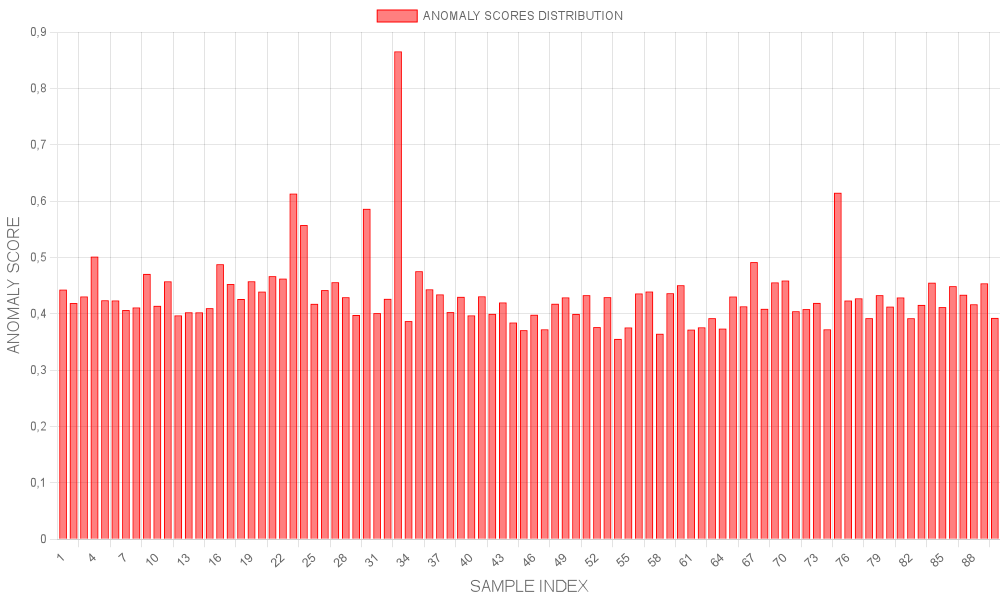 ANOMALY SCORES DISTRIBUTION
0,9
0,8
0,7
0,6
0,5
0,4
0,3
0,2
0,1
0
ANOMALY SCORE
1 4 7 10 13 16 19 22 25 28 31 34 37 40 43 46 49 52 55 58 61 64 67 70 73 76 79 82 85 88
SAMPLE INDEX